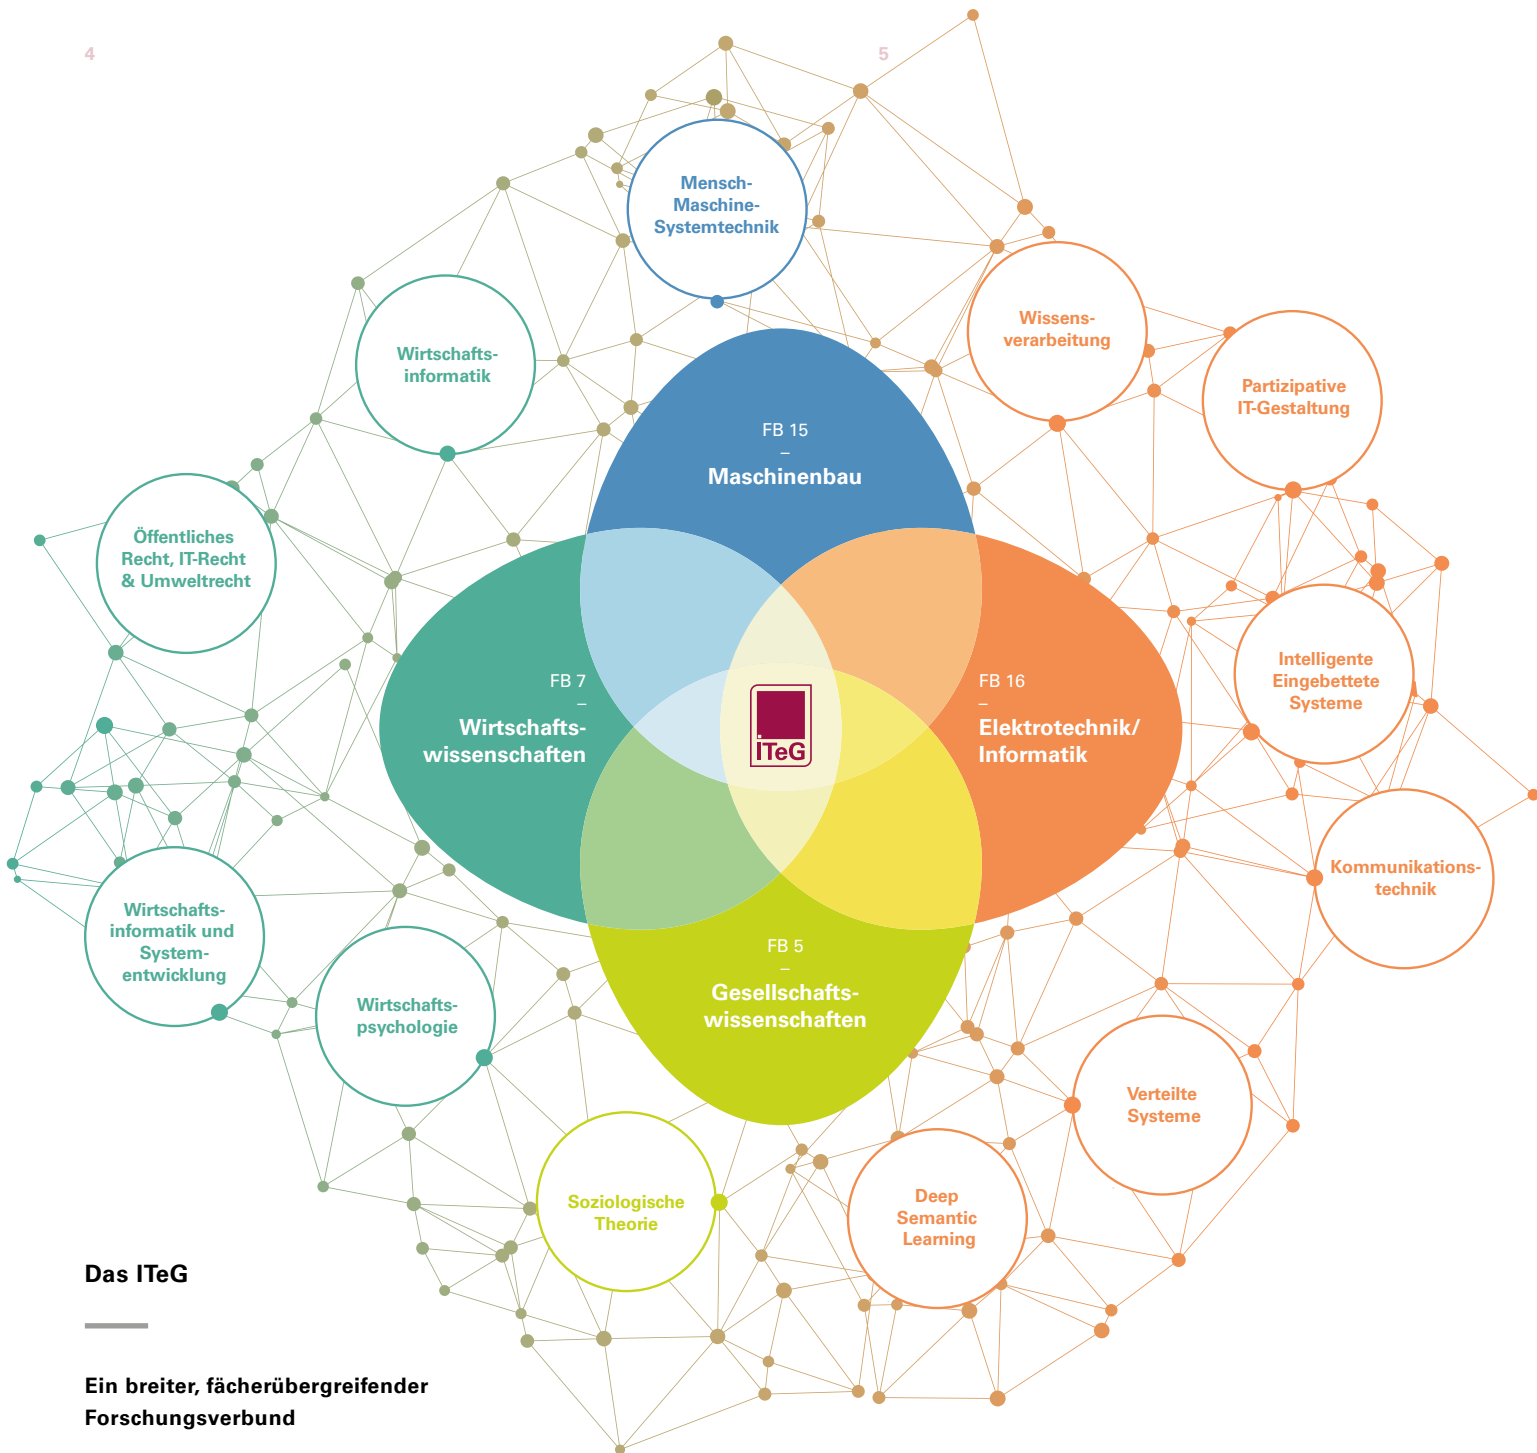 4
5
Mensch-
Maschine-
Systemtechnik
Wissens-
verarbeitung
Wirtschafts-
informatik
Partizipative
IT-Gestaltung
FB 15
–
Maschinenbau
Öffentliches
Recht, IT-Recht
& Umweltrecht
Intelligente
Eingebettete
Systeme
FB 7
–
Wirtschafts-
wissenschaften
iTeG
FB 16
–
Elektrotechnik/
Informatik
Kommunikations-
technik
Wirtschafts-
informatik und
System-
entwicklung
FB 5
–
Gesellschafts-
wissenschaften
Wirtschafts-
psychologie
Verteilte
Systeme
Soziologische
Theorie
Deep
Semantic
Learning
Das ITeG
Ein breiter, fächerübergreifender
Forschungsverbund